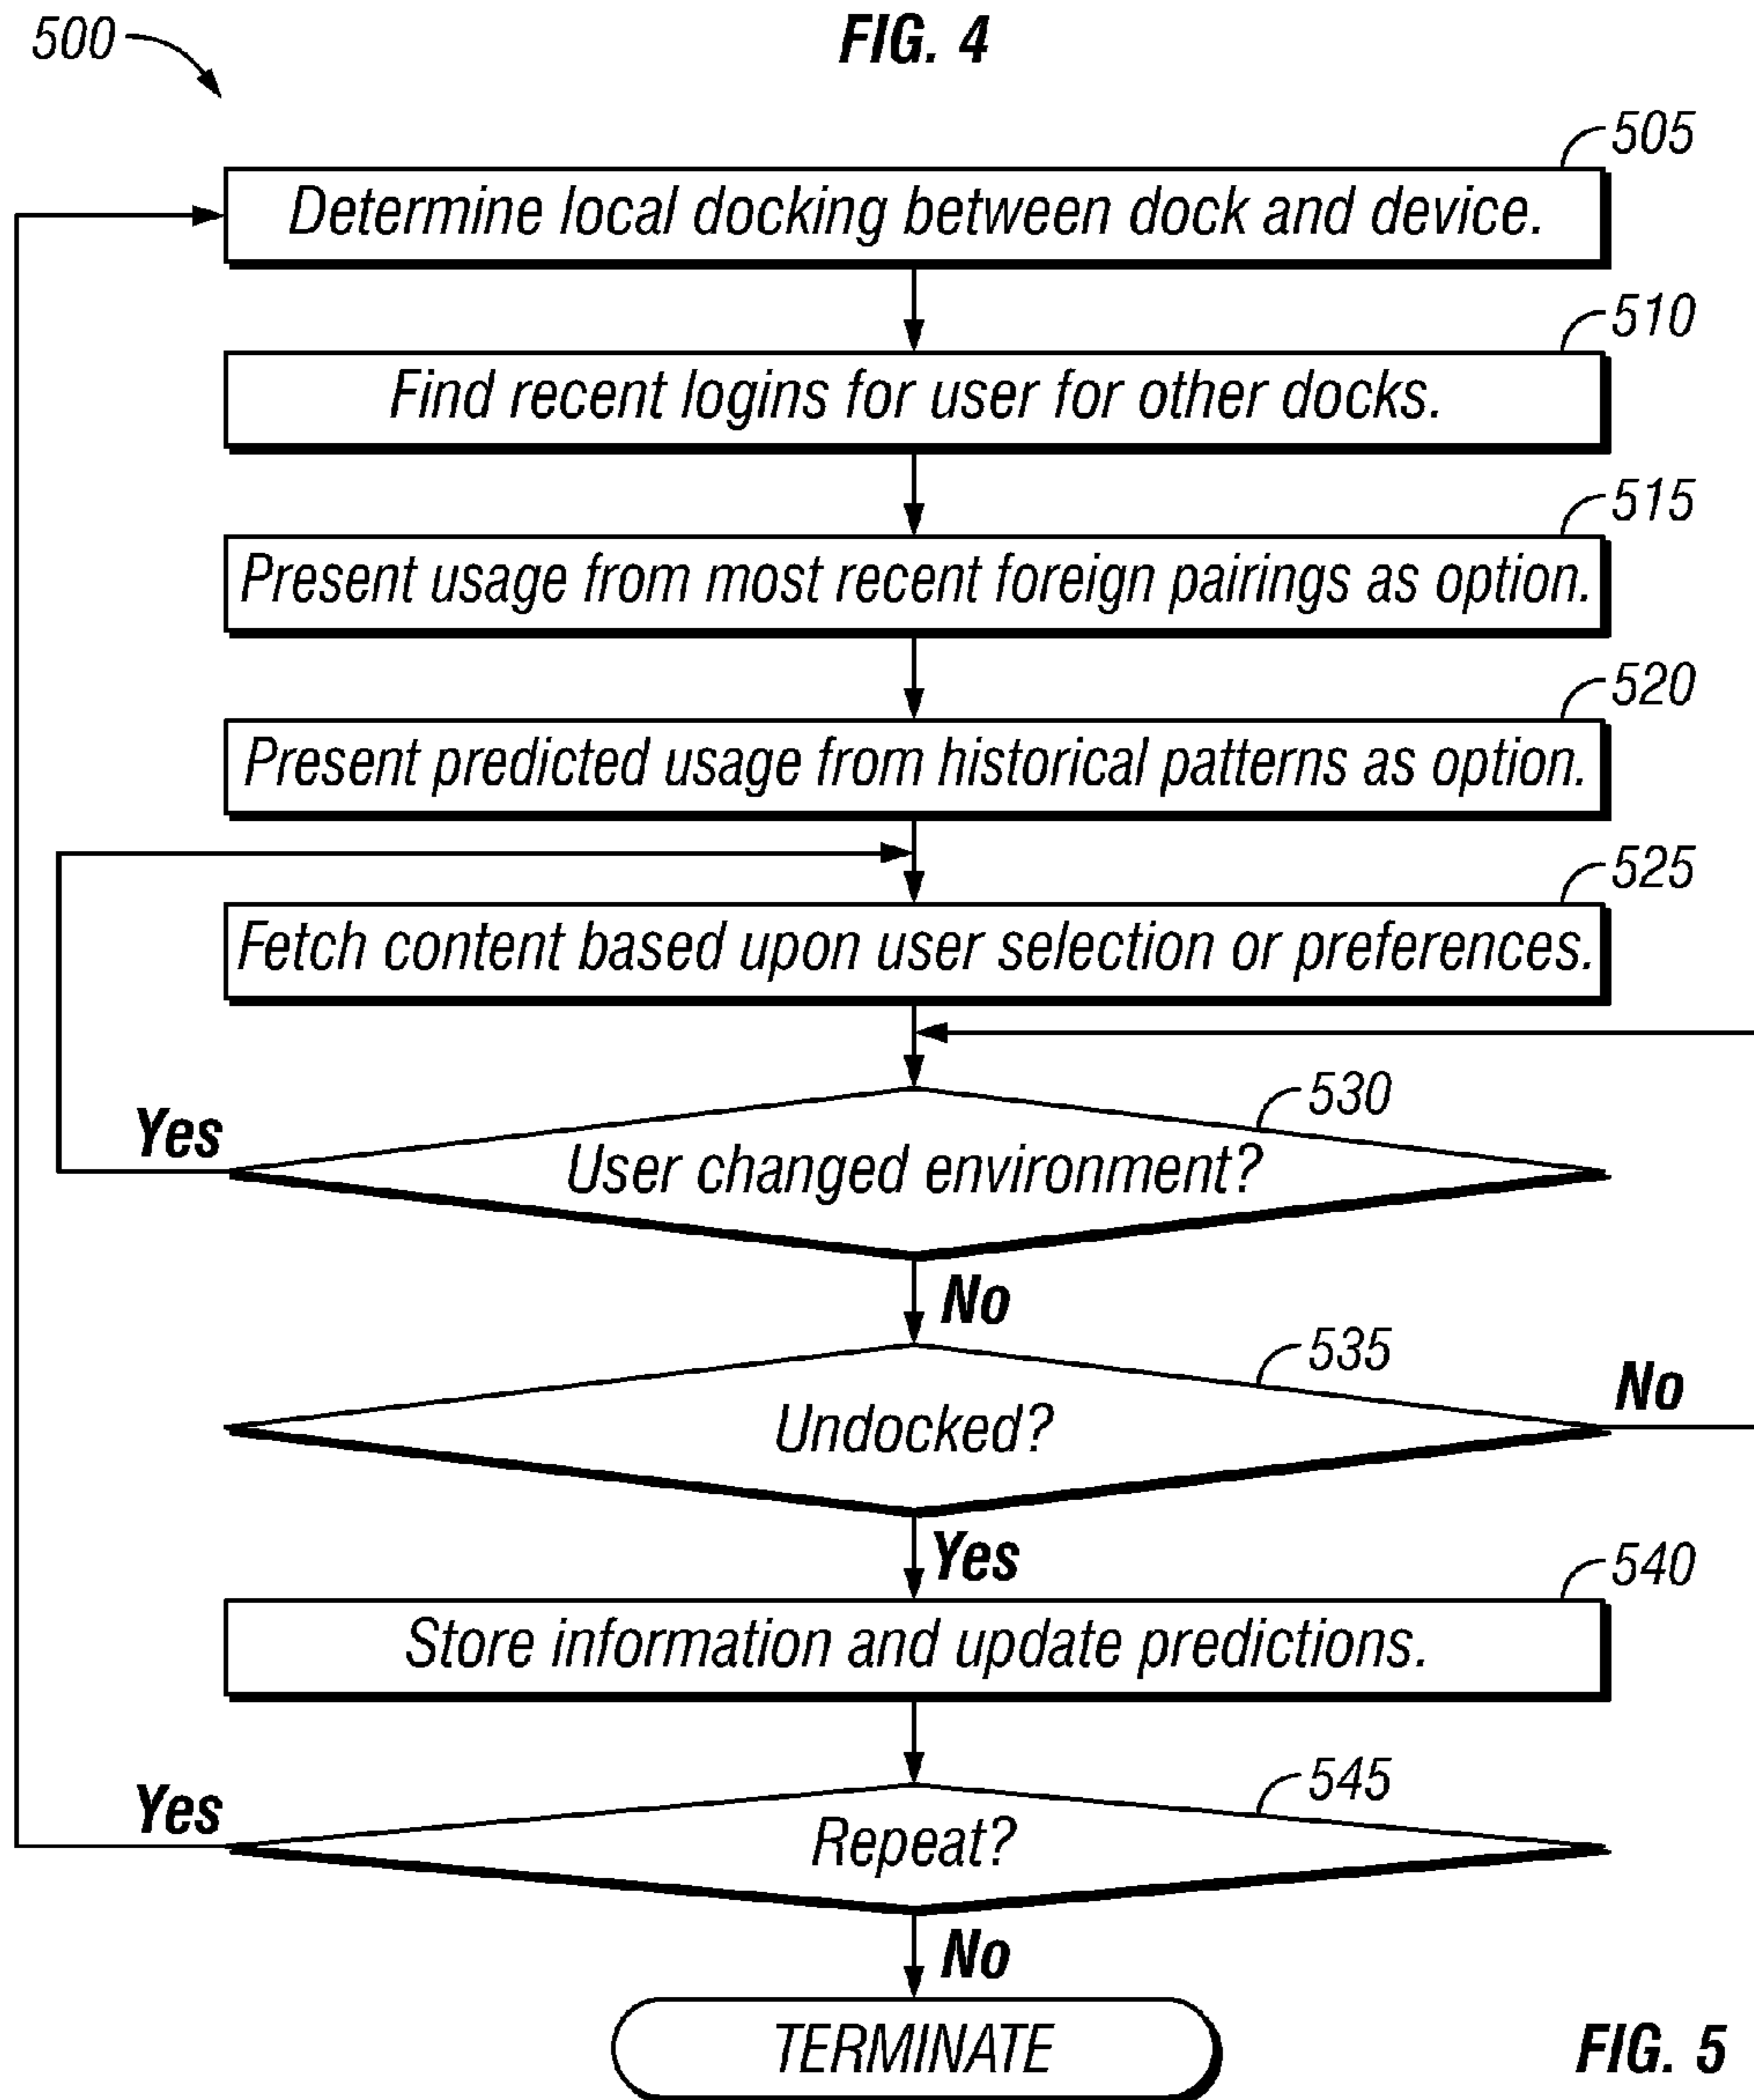 FIG. 4
500
505
Determine local docking between dock and device.
510
Find recent logins for user for other docks.
515
Present usage from most recent foreign pairings as option.
520
Present predicted usage from historical patterns as option.
525
Fetch content based upon user selection or preferences.
530
Yes
User changed environment?
No
535
No
Undocked?
Yes
540
Store information and update predictions.
545
Yes
Repeat?
No
TERMINATE
FIG. 5